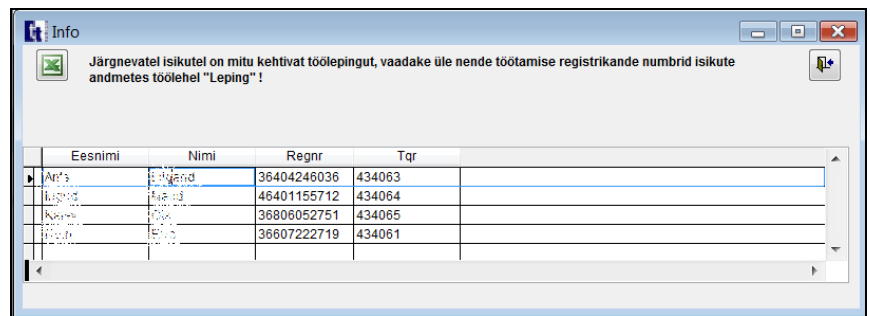 Info
Järgnevatel isikutel on mitu kehtivat töölepingut, vaadake üle nende töötamise registrikande numbrid isikute
andmetes töölehel "Leping" !
Eesnimi Nimi Regnr Tqr
36404246036 434063
46401155712 434064
36806052751 434065
36607222719 434061